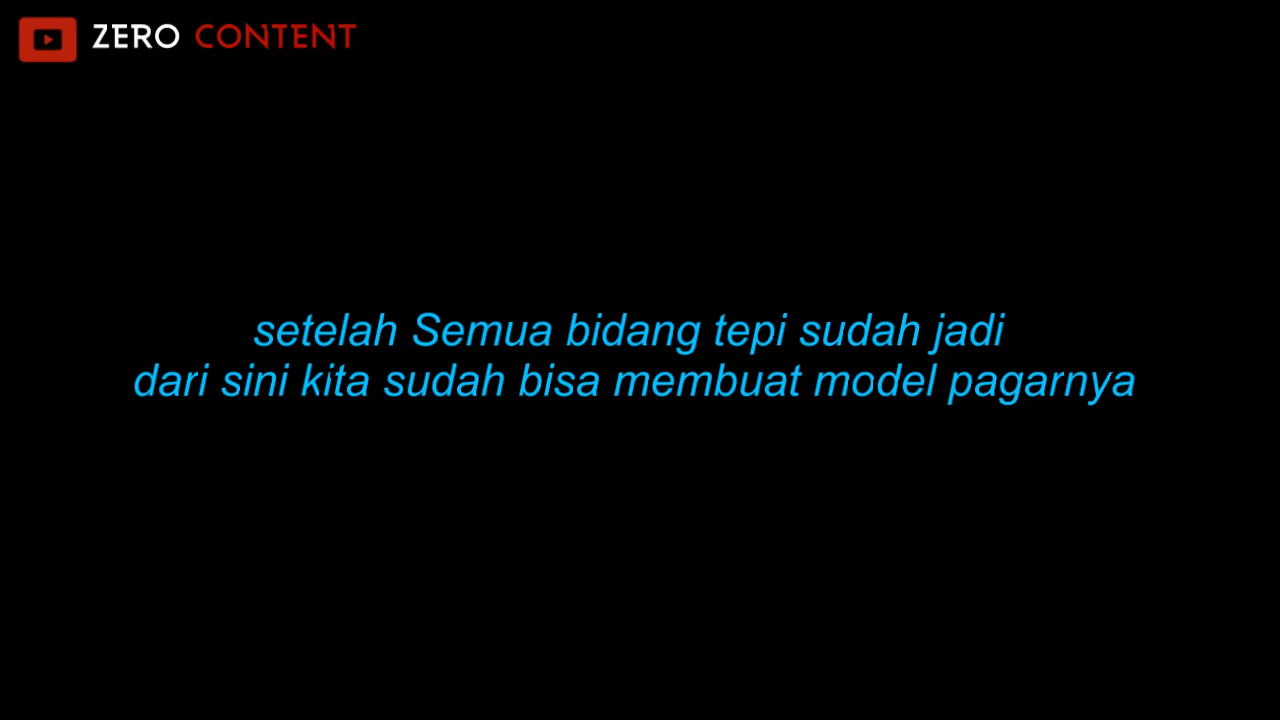 ZERO CONTENT
setelah Semua bidang tepi sudah jadi
dari sini kita sudah bisa membuat model pagarnya